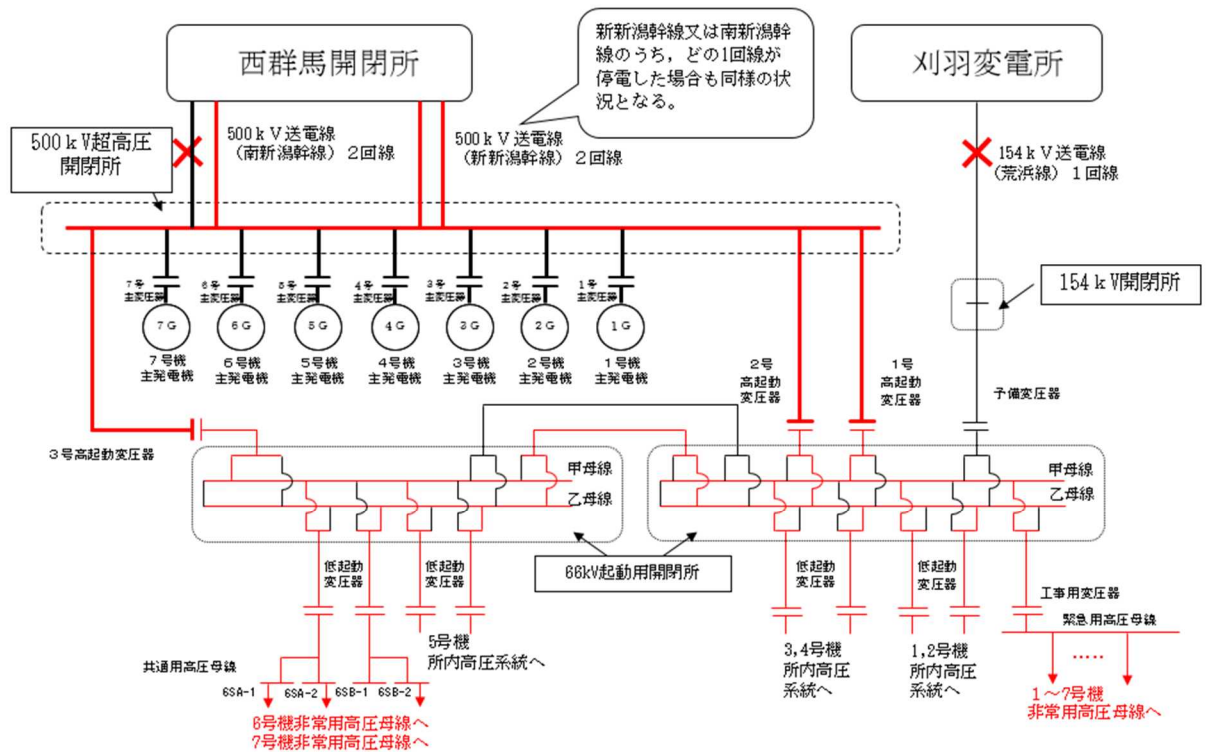 西群馬開閉所
新新潟幹線又は南新潟幹
線のうち，どの1回線が
停電した場合も同様の状
況となる。
刈羽変電所
500ｋV超高圧
開閉所
500ｋＶ送電線
(南新潟幹線) ２回線
500ｋＶ送電線
(新新潟幹線) ２回線
154ｋＶ送電線
(荒浜線) １回線
154ｋV開閉所
7号
主変圧器
6号
主変圧器
5号
主変圧器
4号
主変圧器
3号
主変圧器
2号
主変圧器
1号
主変圧器
7G
6G
5G
4G
3G
2G
1G
７号機
主発電機
６号機
主発電機
５号機
主発電機
４号機
主発電機
３号機
主発電機
２号機
主発電機
１号機
主発電機
2号
高起動
変圧器
1号
高起動
変圧器
予備変圧器
３号高起動変圧器
甲母線
乙母線
甲母線
乙母線
66kV起動用開閉所
低起動
変圧器
低起動
変圧器
低起動
変圧器
低起動
変圧器
工事用変圧器
緊急用高圧母線
5号機
所内高圧系統へ
3,4号機
所内高圧
系統へ
1,2号機
所内高圧
系統へ
共通用高圧母線
6SA-1
6SA-2
6SB-1
6SB-2
6号機非常用高圧母線へ
7号機非常用高圧母線へ
.....
1～7号機
非常用高圧母線へ